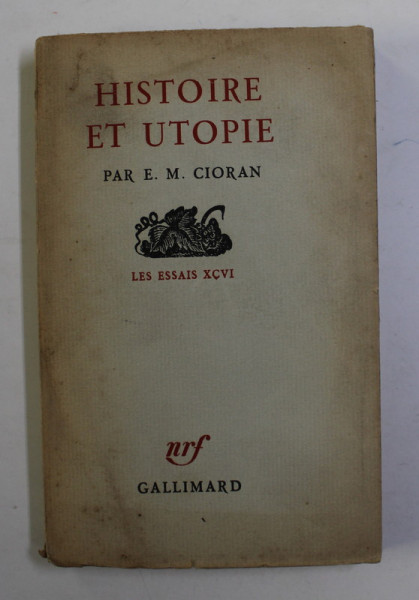 HISTOIRE
ET UTOPIE
PAR E. M. CIORAN
LES ESSAIS XCVI
nrf
GALLIMARD